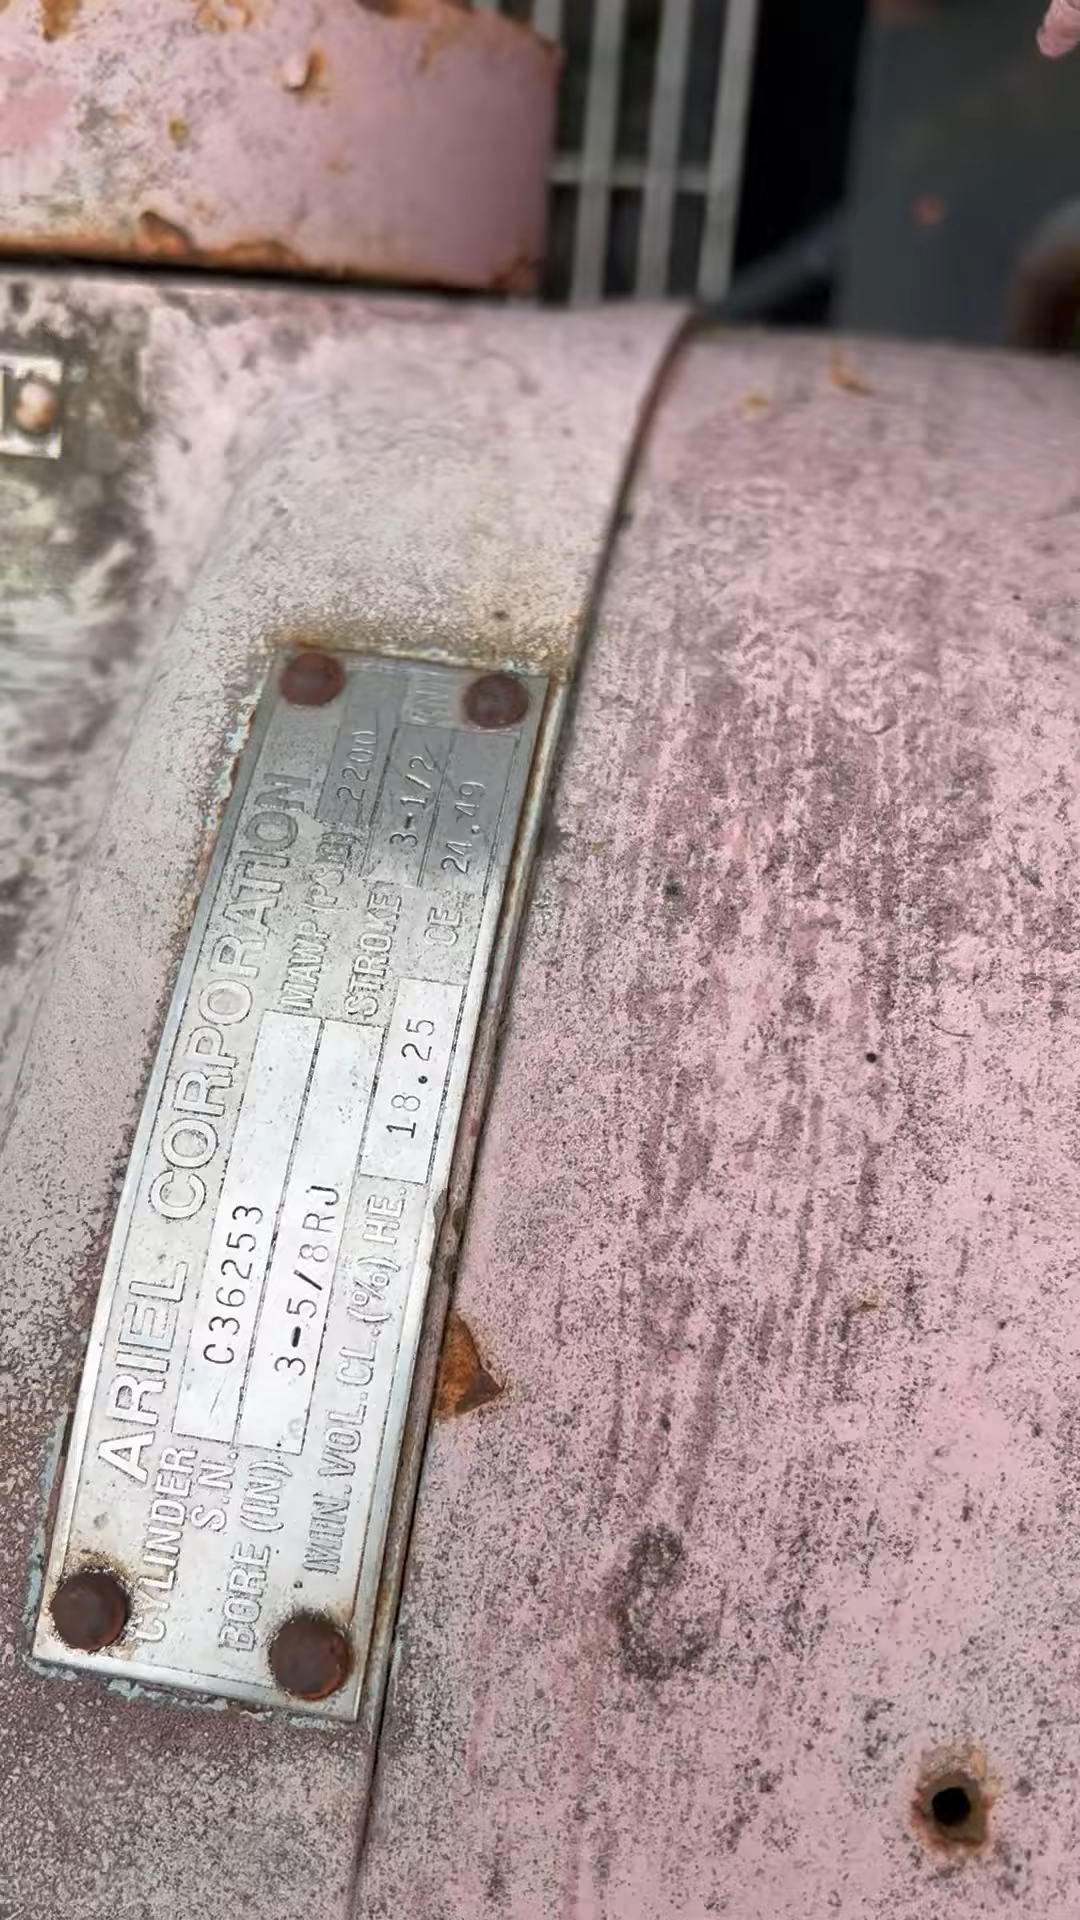 ARIEL CORPORATION
CYLINDER S.N. C36253 MAWP (PSIG) 2200
BORE (IN) 3-5/8RJ STROKE 3-1/2
MIN. VOL. CL. (%) HE. 18.25 CE 24.49